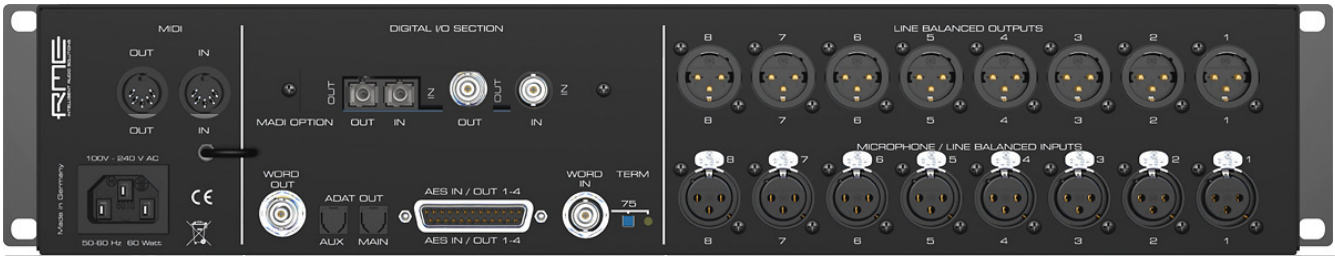 RME
INTELLIGENT AUDIO SOLUTIONS
MIDI
OUT IN
OUT IN
100V - 240 V AC
50-60 Hz 60 Watt
Made in Germany
CE
DIGITAL I/O SECTION
OUT IN OUT IN
MADI OPTION OUT IN OUT IN
WORD OUT
ADAT OUT
AUX MAIN
AES IN / OUT 1-4
AES IN / OUT 1-4
WORD IN
TERM
75
LINE BALANCED OUTPUTS
8 7 6 5 4 3 2 1
8 7 6 5 4 3 2 1
MICROPHONE / LINE BALANCED INPUTS
8 7 6 5 4 3 2 1
8 7 6 5 4 3 2 1